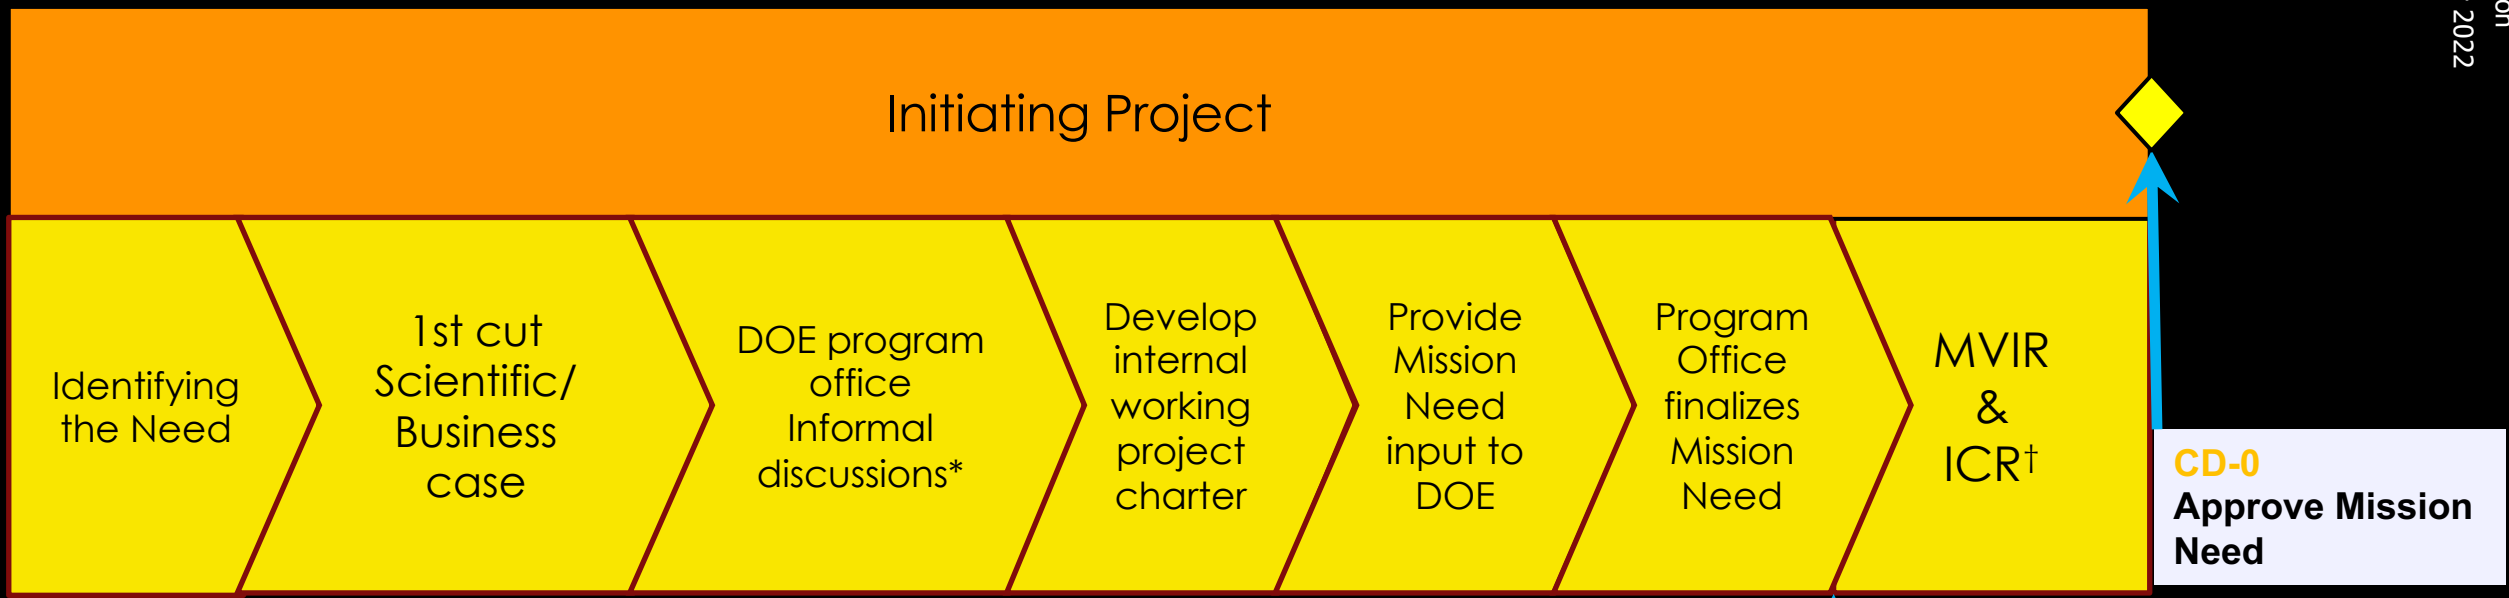 on
2022
Initiating Project
Identifying
the Need
1st cut
Scientific/
Business
case
DOE program
office
Informal
discussions*
Develop
internal
working
project
charter
Provide
Mission
Need
input to
DOE
Program
Office
finalizes
Mission
Need
MVIR
&
ICR†
CD-0
Approve Mission
Need